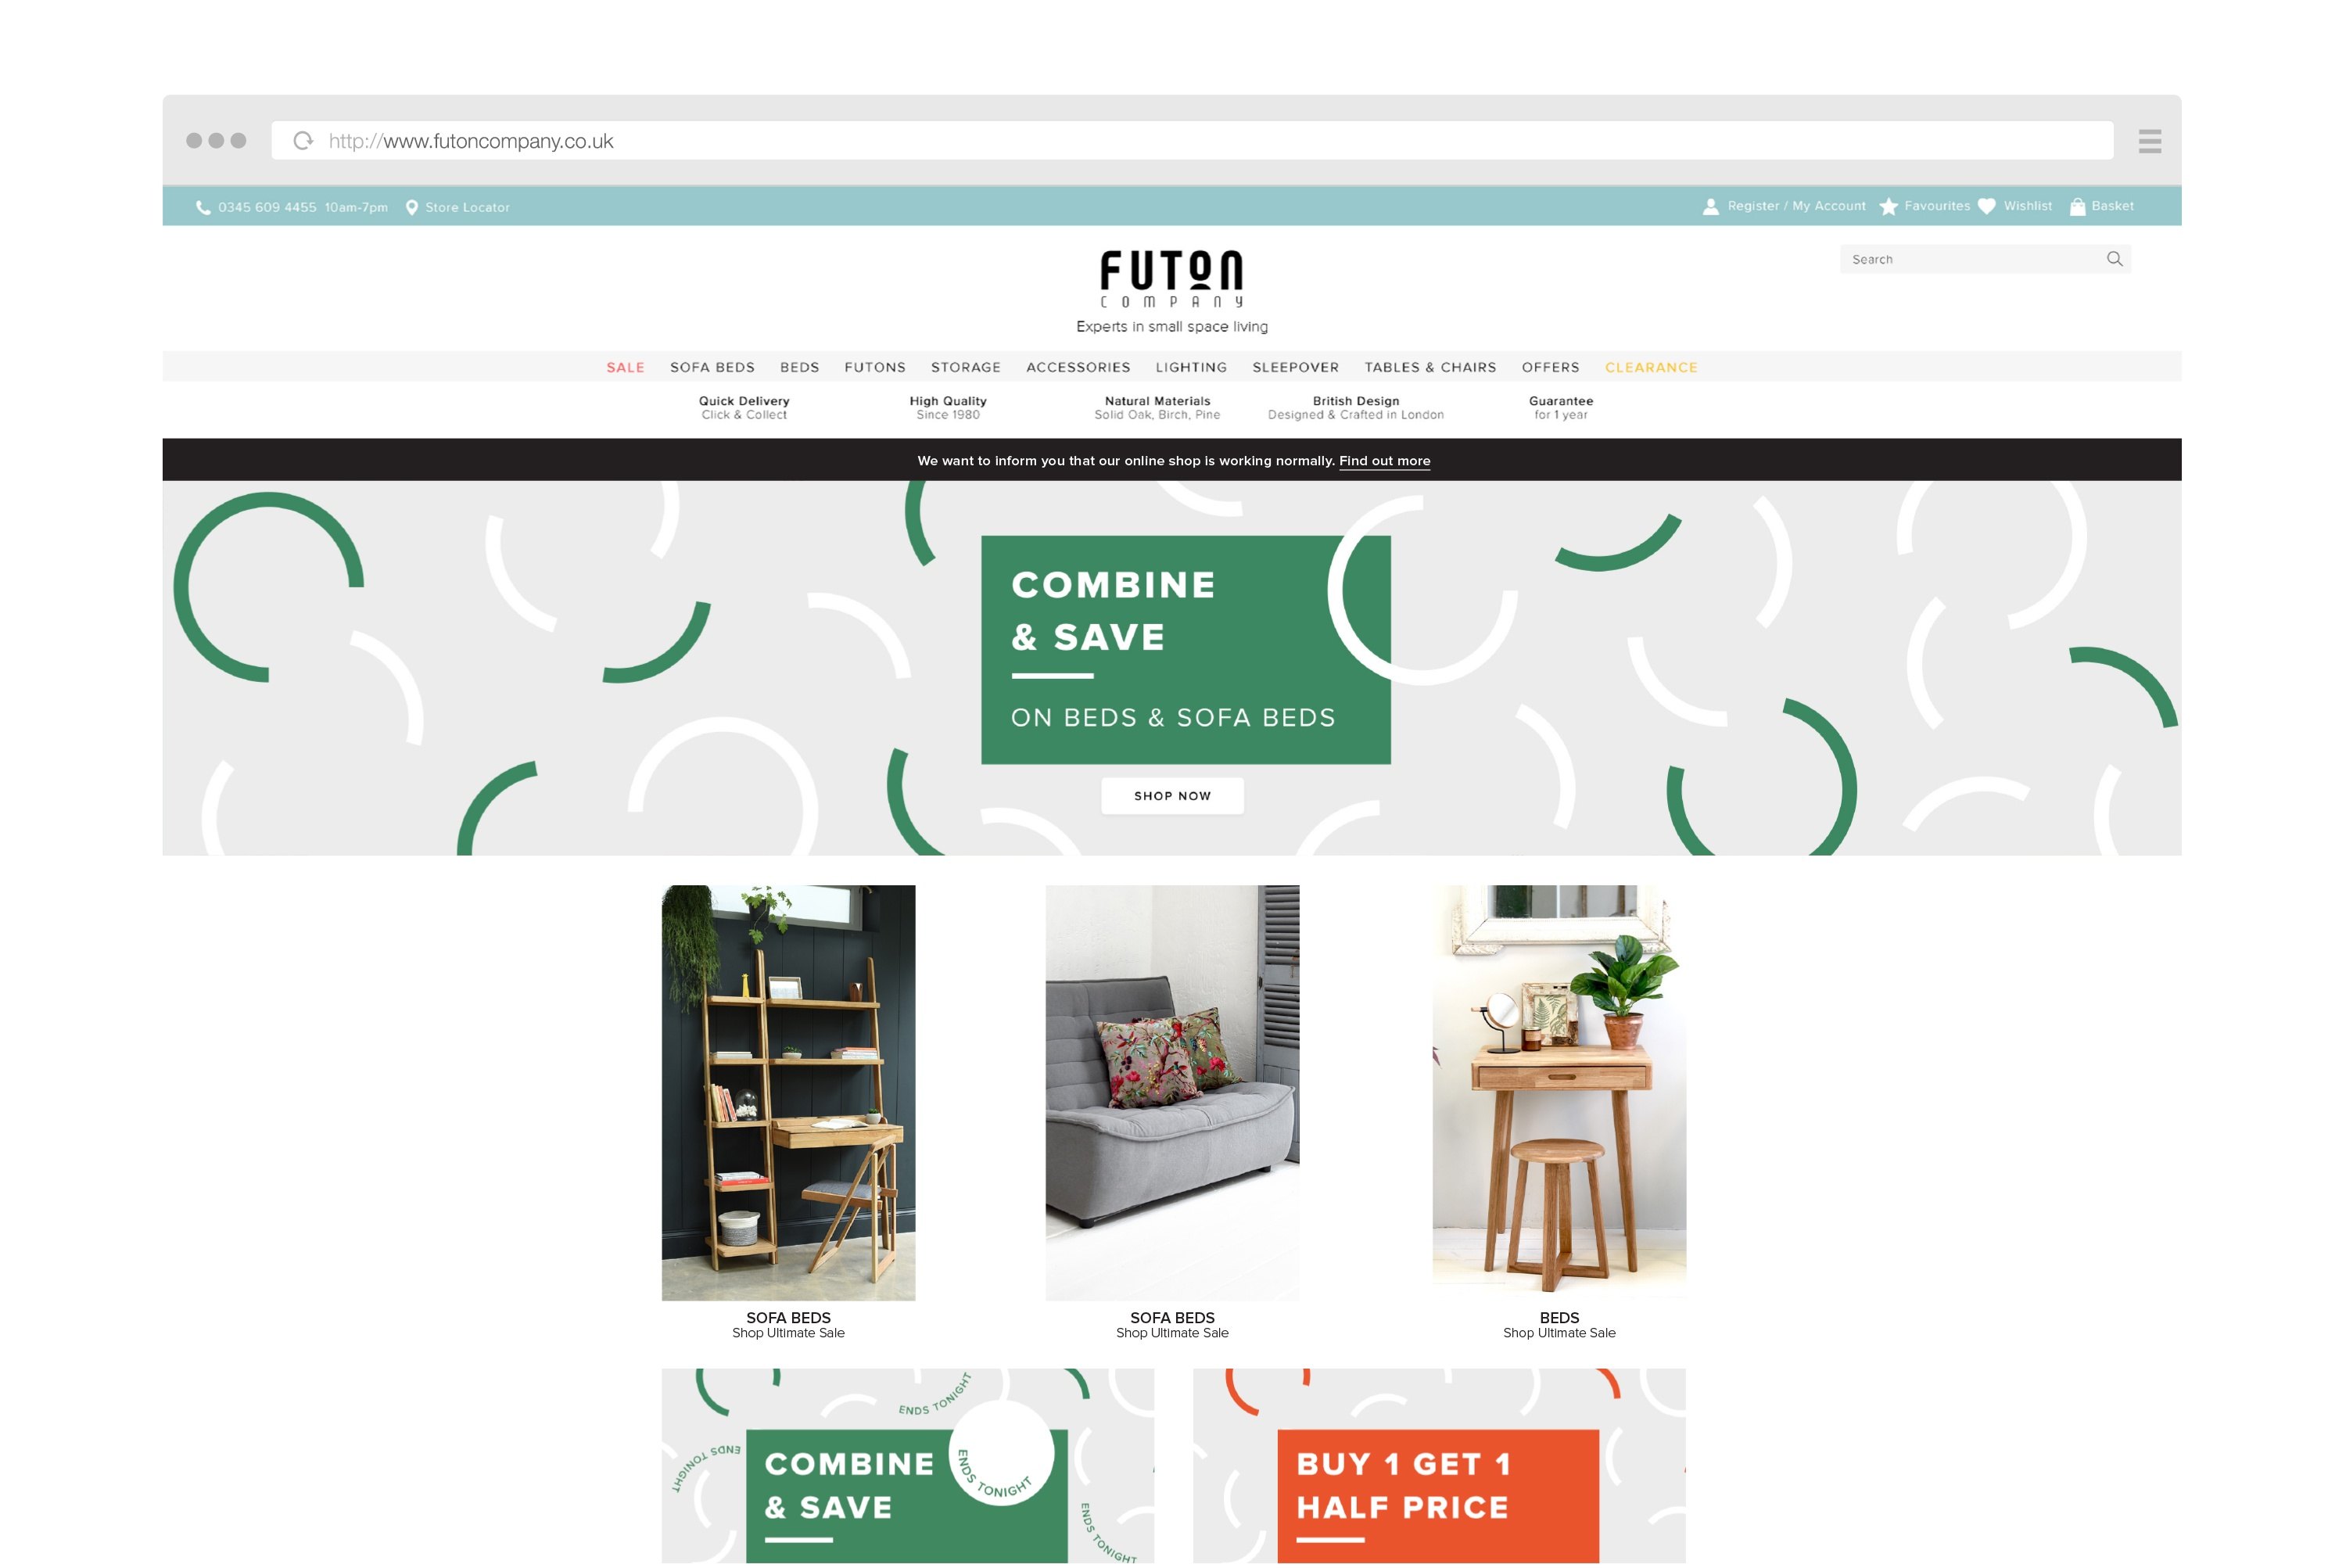 http://www.futoncompany.co.uk
0345 609 4455 10am-7pm Store Locator
Register / My Account Favourites Wishlist Basket
FUTON
COMPANY
Experts in small space living
Search
SALE SOFA BEDS BEDS FUTONS STORAGE ACCESSORIES LIGHTING SLEEPOVER TABLES & CHAIRS OFFERS CLEARANCE
Quick Delivery
Click & Collect
High Quality
Since 1980
Natural Materials
Solid Oak, Birch, Pine
British Design
Designed & Crafted in London
Guarantee
for 1 year
We want to inform you that our online shop is working normally. Find out more
COMBINE
& SAVE
ON BEDS & SOFA BEDS
SHOP NOW
SOFA BEDS
Shop Ultimate Sale
SOFA BEDS
Shop Ultimate Sale
BEDS
Shop Ultimate Sale
ENDS TONIGHT
ENDS TONIGHT
COMBINE
& SAVE
ENDS TONIGHT
ENDS TONIGHT
BUY 1 GET 1
HALF PRICE